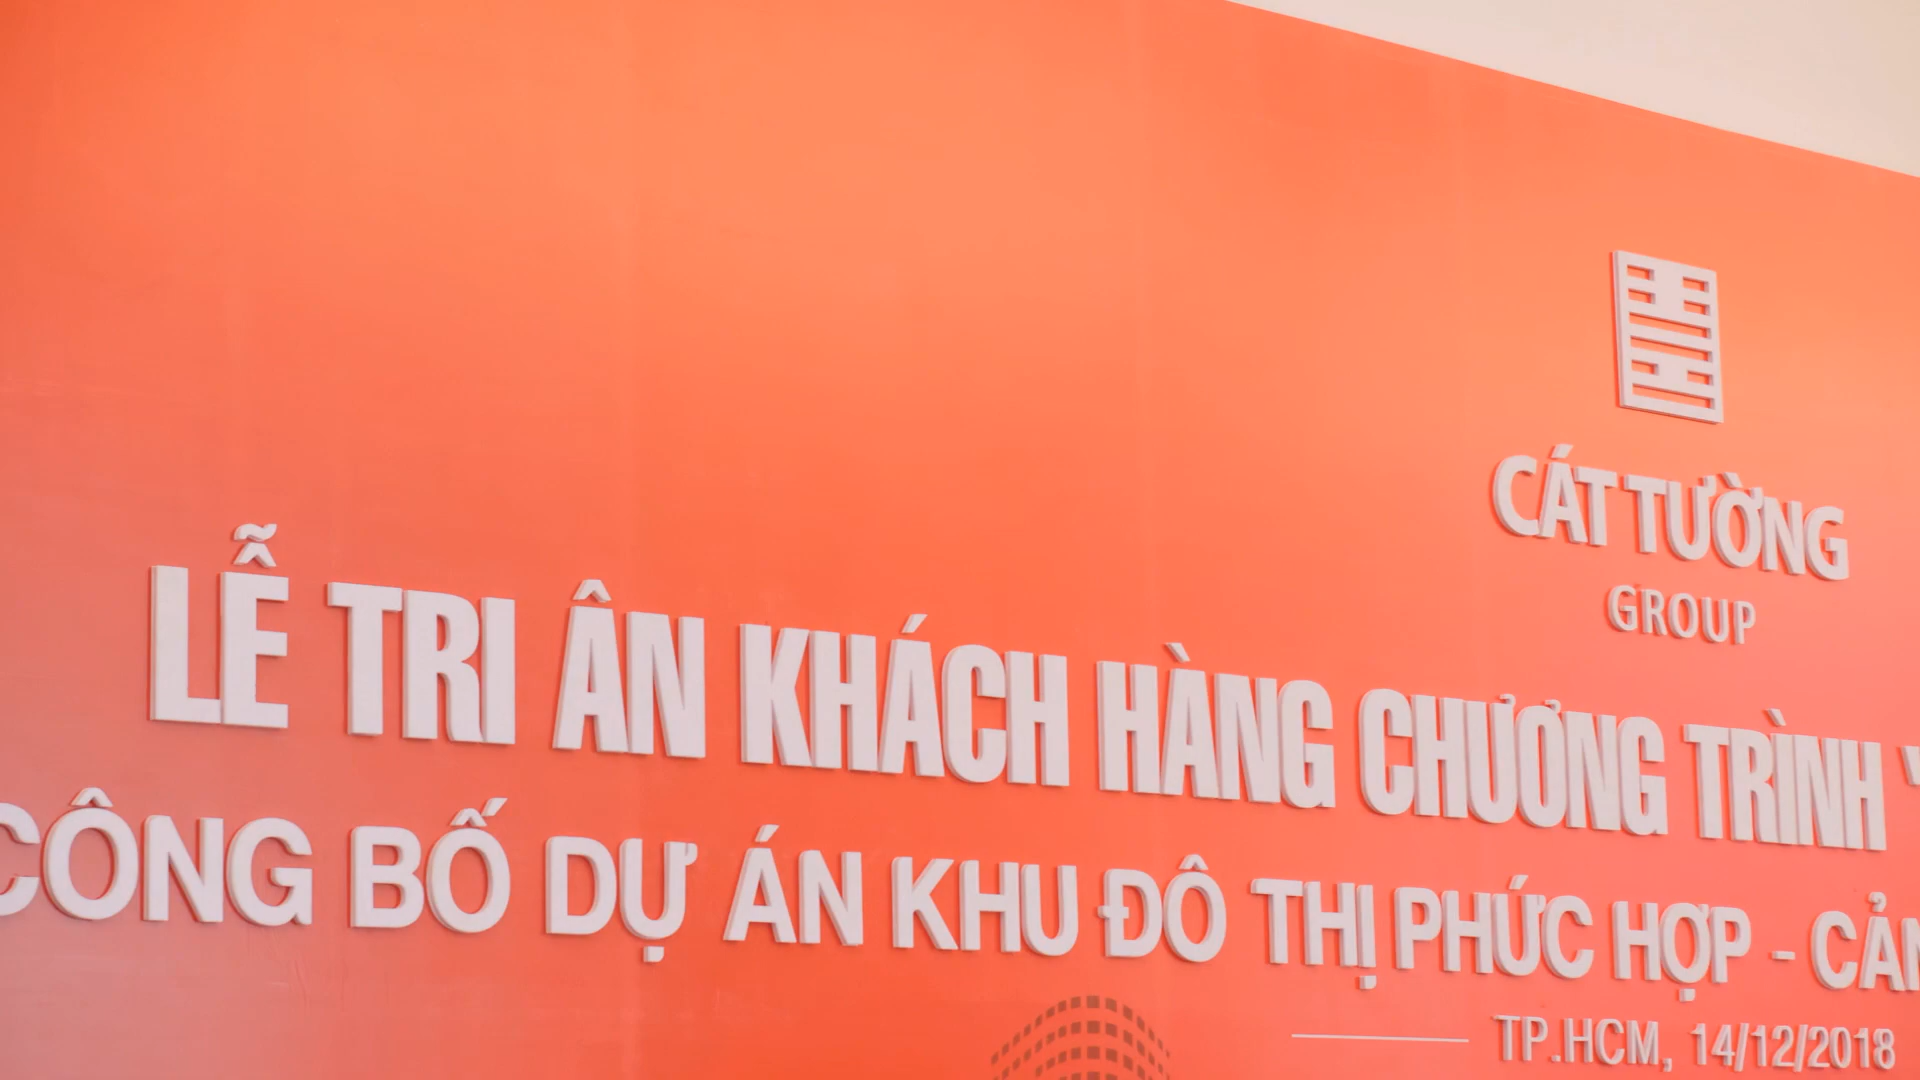 CÁT TƯỜNG
GROUP
LỄ TRI ÂN KHÁCH HÀNG CHƯƠNG TRÌNH "
CÔNG BỐ DỰ ÁN KHU ĐÔ THỊ PHỨC HỢP - CẢN
TP.HCM, 14/12/2018